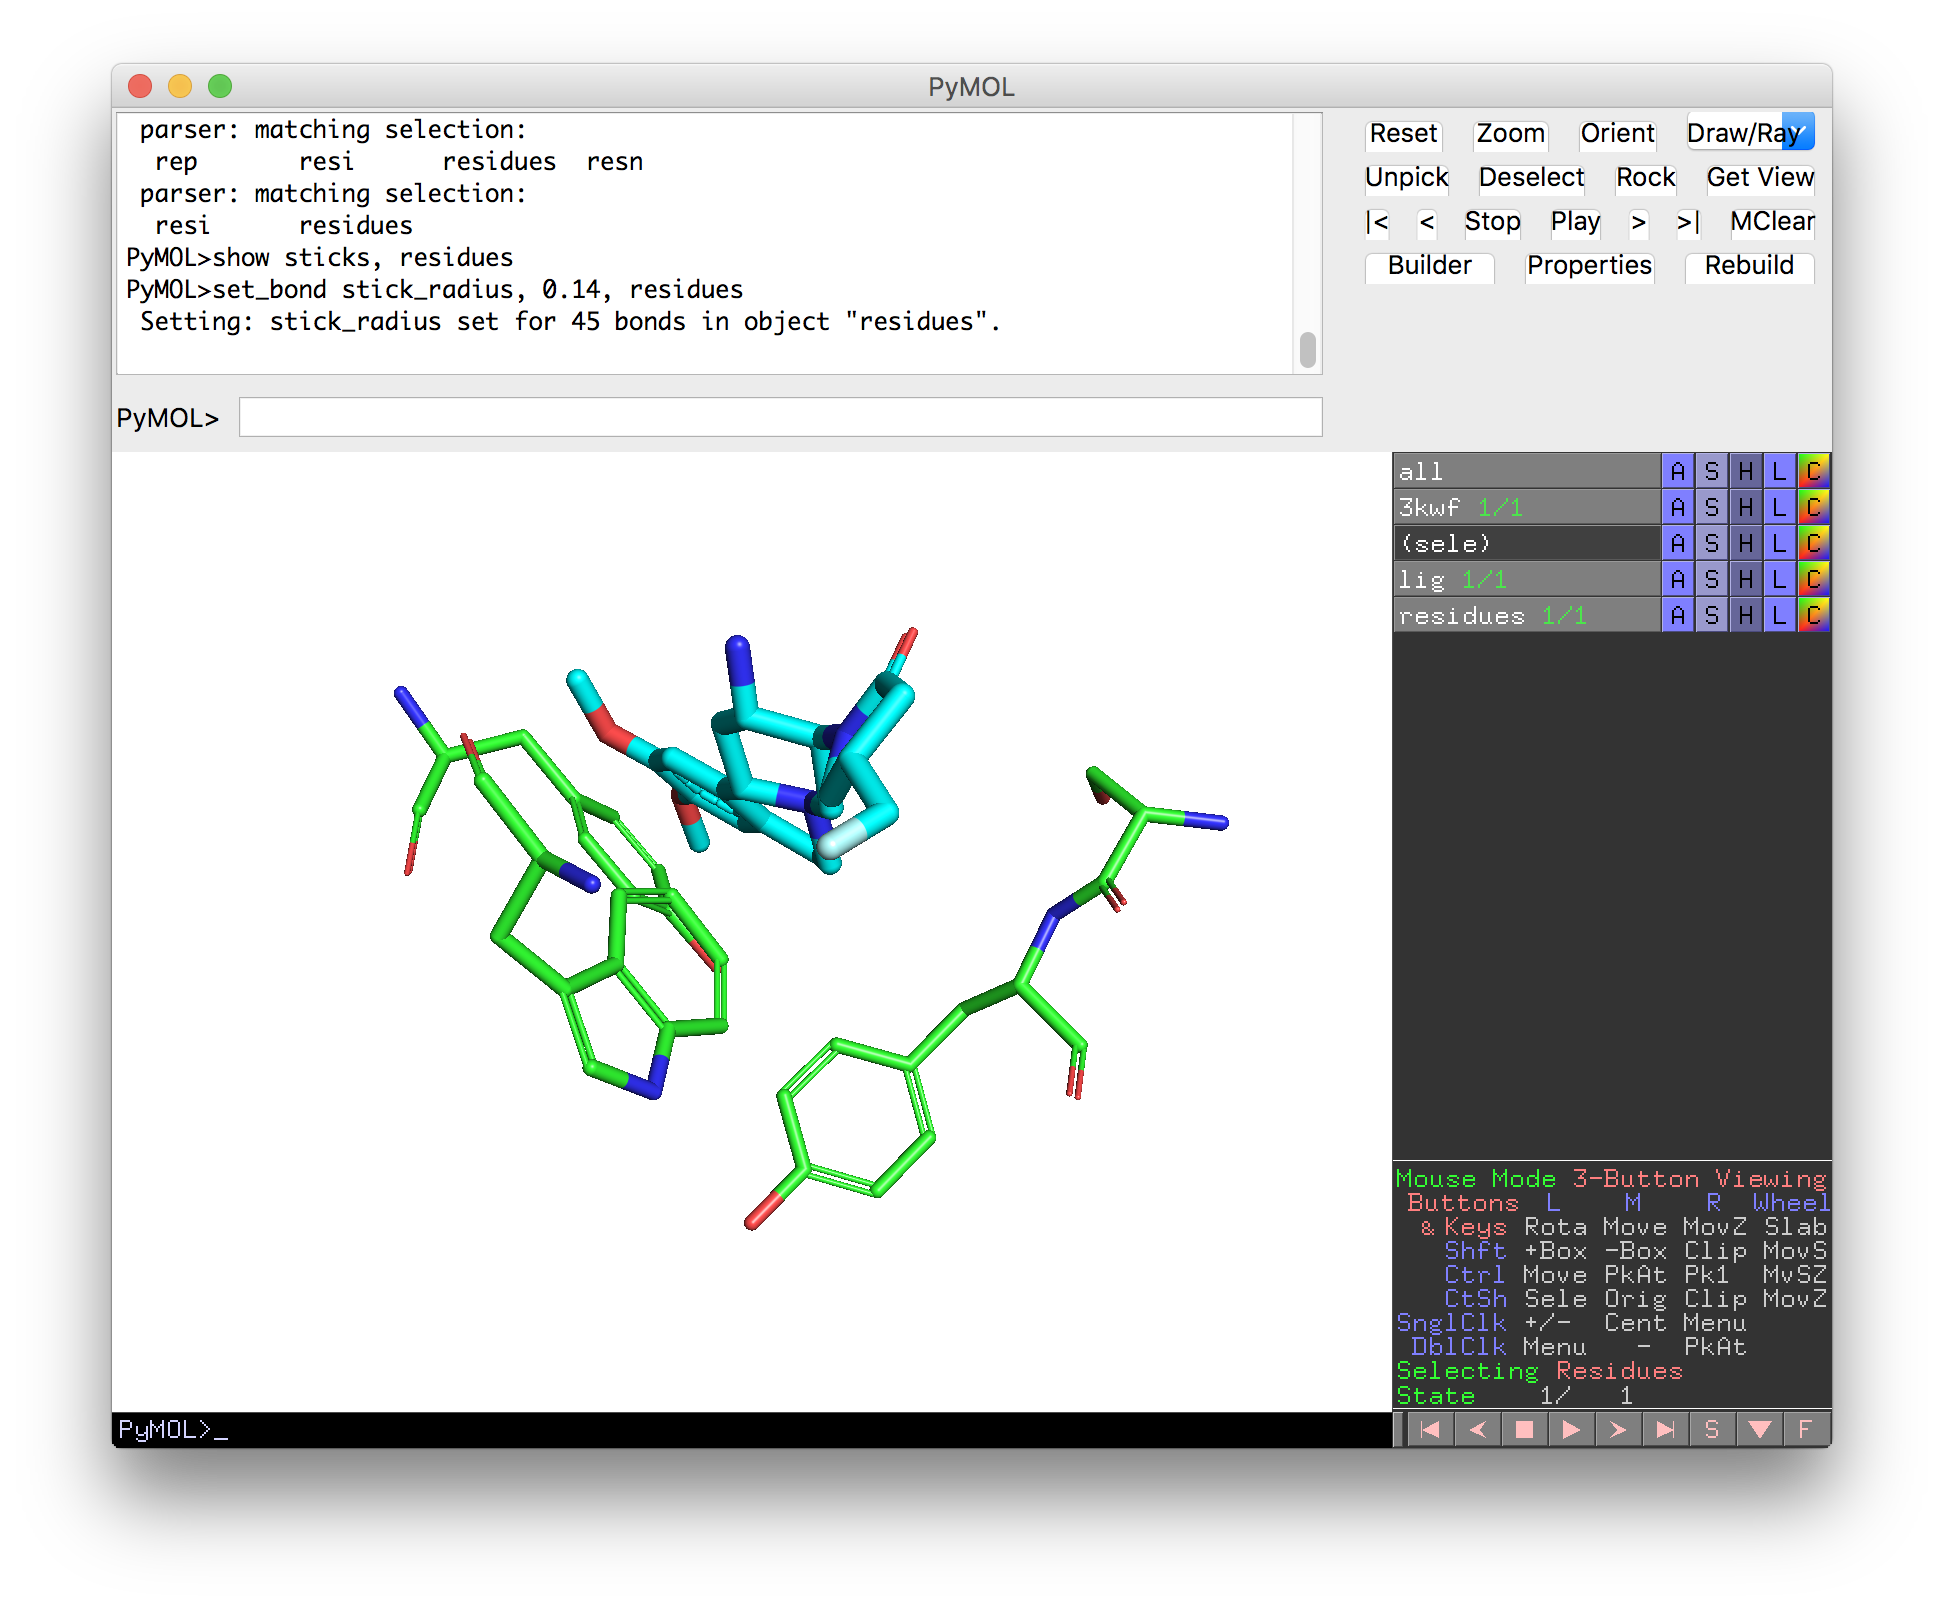 PyMOL
parser: matching selection:
rep resi residues resn
parser: matching selection:
resi residues
PyMOL>show sticks, residues
PyMOL>set_bond stick_radius, 0.14, residues
Setting: stick_radius set for 45 bonds in object "residues".
PyMOL>
Reset Zoom Orient Draw/Ray
Unpick Deselect Rock Get View
|< < Stop Play > >| MClear
Builder Properties Rebuild
all A S H L C
3kwf 1/1 A S H L C
(sele) A S H L C
lig 1/1 A S H L C
residues 1/1 A S H L C
Mouse Mode 3-Button Viewing
Buttons L M R Wheel
& Keys Rota Move MovZ Slab
Shft +Box -Box Clip MovS
Ctrl Move PkAt Pk1 MvSZ
CtSh Sele Orig Clip MovZ
SnglClk +/- Cent Menu
DblClk Menu - PkAt
Selecting Residues
State 1/ 1
PyMOL>_
S F